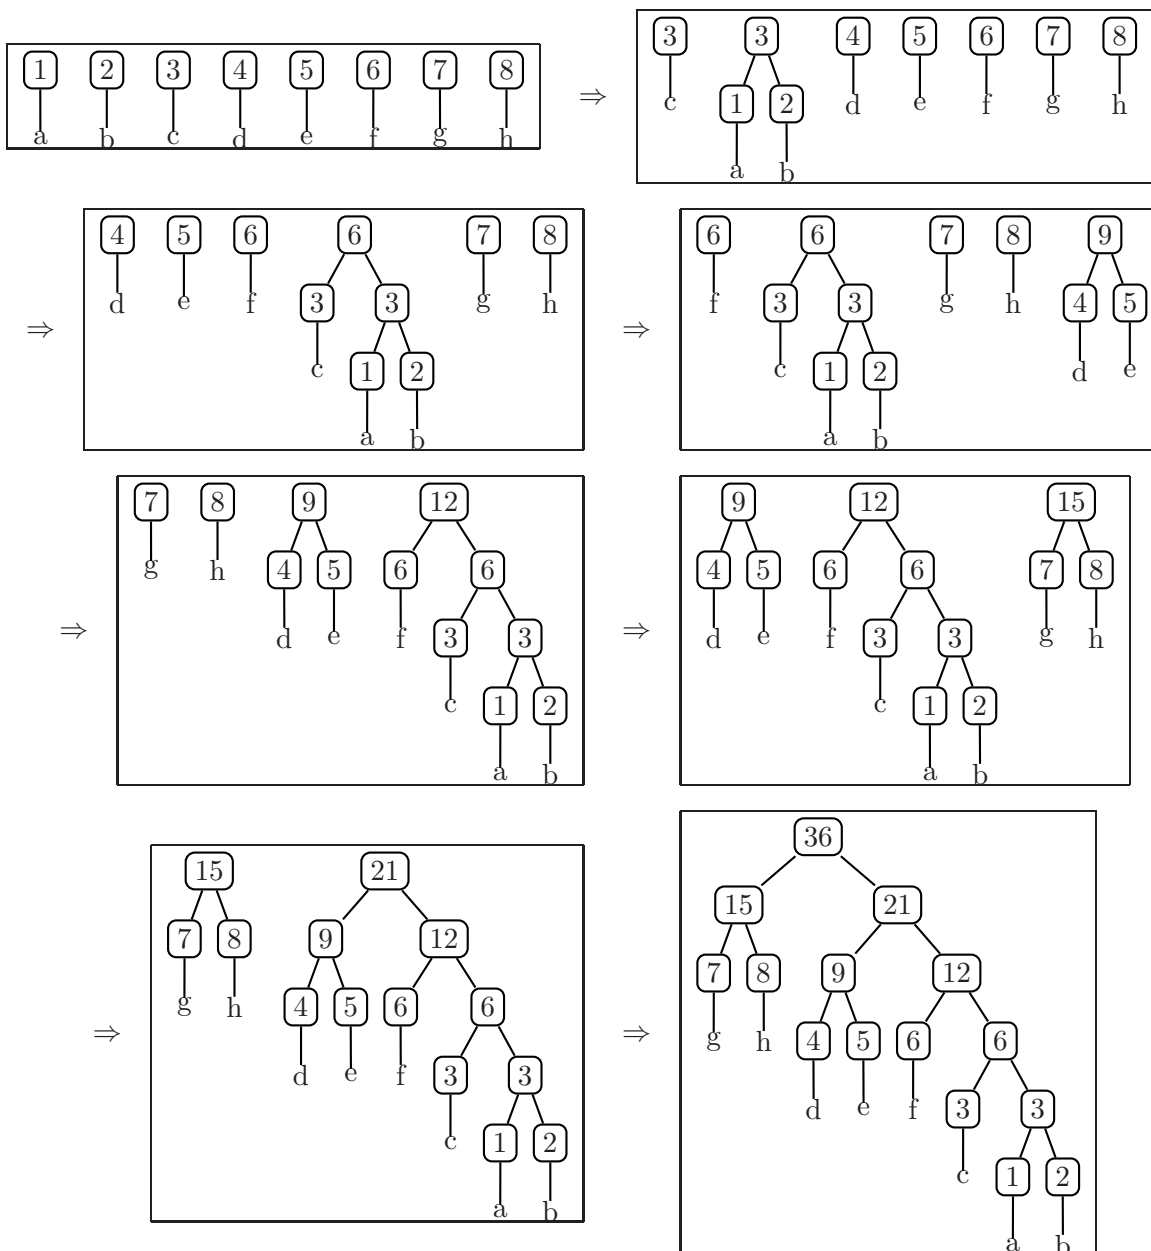 1 2 3 4 5 6 7 8
a b c d e f g h
⇒
3 3 4 5 6 7 8
c 1 2 d e f g h
a b
⇒
4 5 6 6 7 8
d e f 3 3 g h
c 1 2
a b
⇒
6 6 7 8 9
f 3 3 g h 4 5
c 1 2 d e
a b
⇒
7 8 9 12
g h 4 5 6 6
d e f 3 3
c 1 2
a b
⇒
9 12 15
4 5 6 6 7 8
d e f 3 3 g h
c 1 2
a b
⇒
15 21
7 8 9 12
g h 4 5 6 6
d e f 3 3
c 1 2
a b
⇒
36
15 21
7 8 9 12
g h 4 5 6 6
d e f 3 3
c 1 2
a b